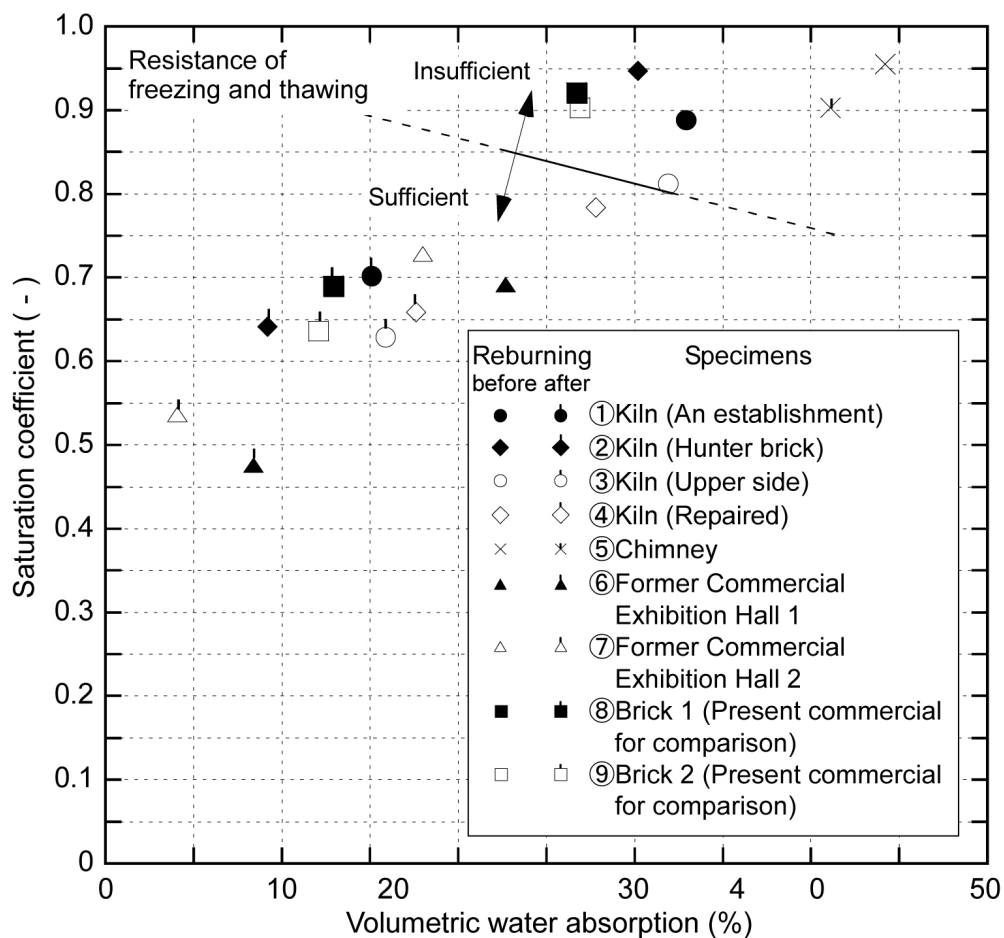 1.0
0.9
0.8
0.7
0.6
0.5
0.4
0.3
0.2
0.1
0
Saturation coefficient ( - )
Resistance of
freezing and thawing
Insufficient
Sufficient
Reburning Specimens
before after
①Kiln (An establishment)
②Kiln (Hunter brick)
③Kiln (Upper side)
④Kiln (Repaired)
⑤Chimney
⑥Former Commercial
Exhibition Hall 1
⑦Former Commercial
Exhibition Hall 2
⑧Brick 1 (Present commercial
for comparison)
⑨Brick 2 (Present commercial
for comparison)
0 10 20 30 4 0 50
Volumetric water absorption (%)